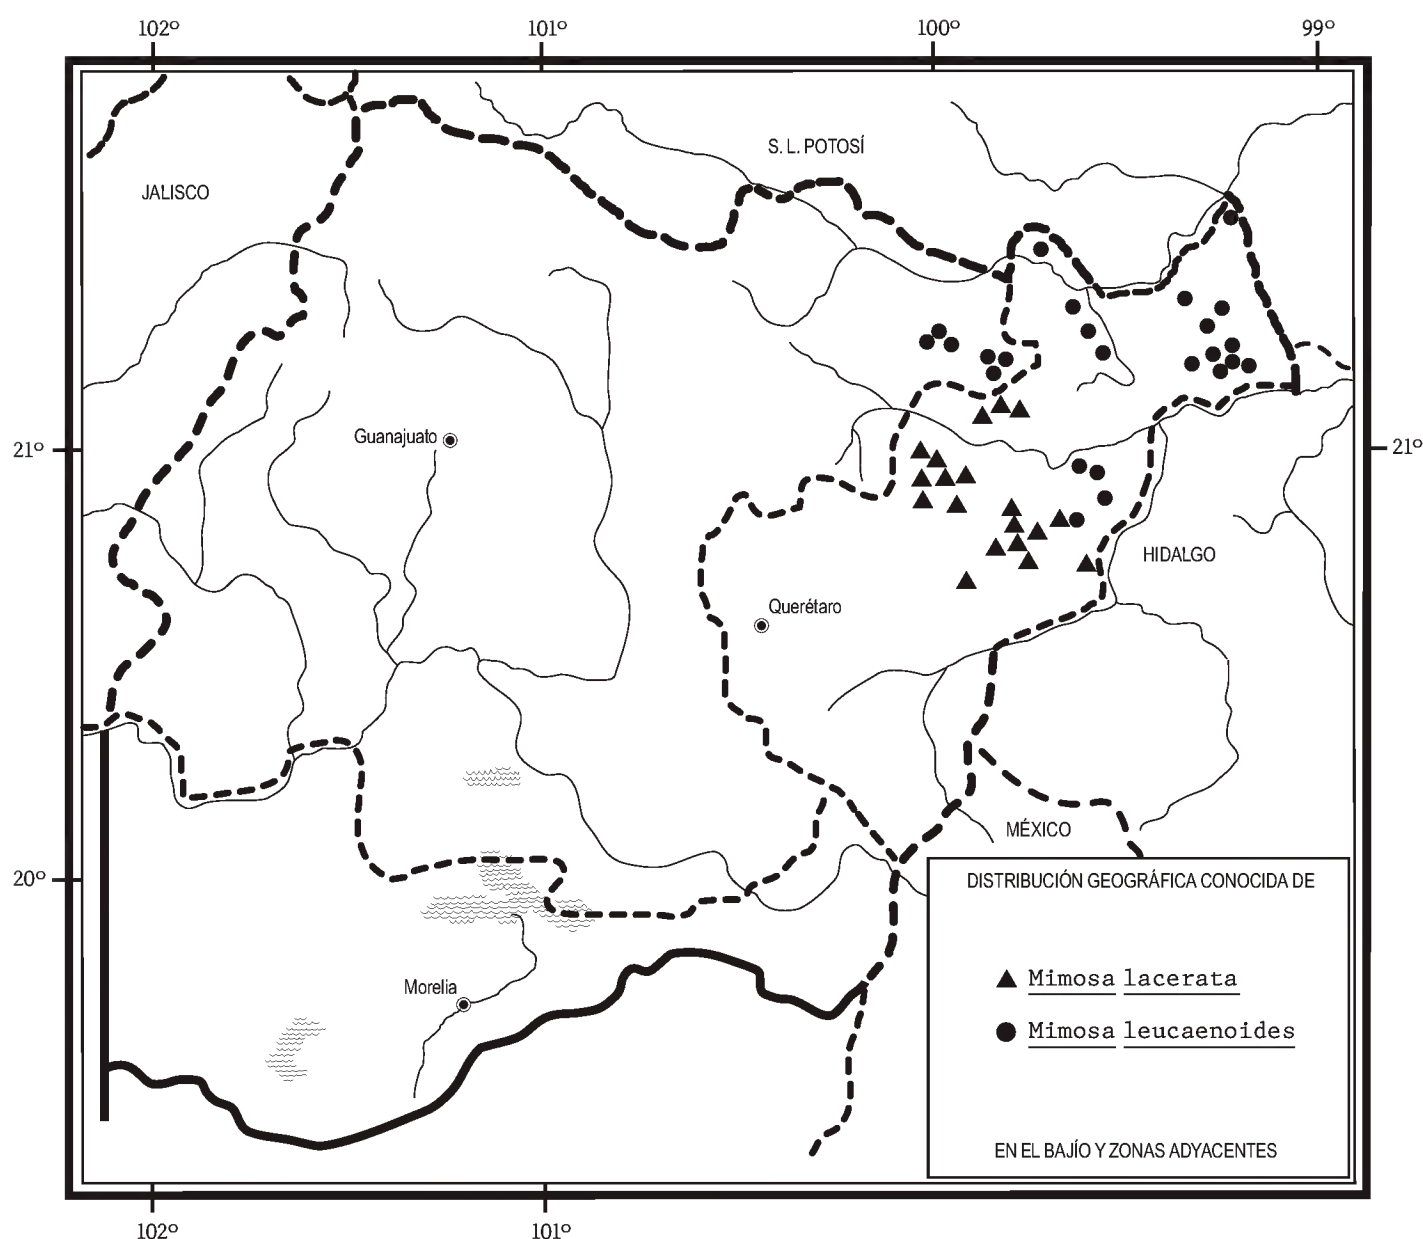 102º 101º 100º 99º
S. L. POTOSÍ
JALISCO
Guanajuato
21º
21º
HIDALGO
Querétaro
MÉXICO
20º
DISTRIBUCIÓN GEOGRÁFICA CONOCIDA DE
Mimosa lacerata
Morelia
Mimosa leucaenoides
EN EL BAJÍO Y ZONAS ADYACENTES
102º 101º